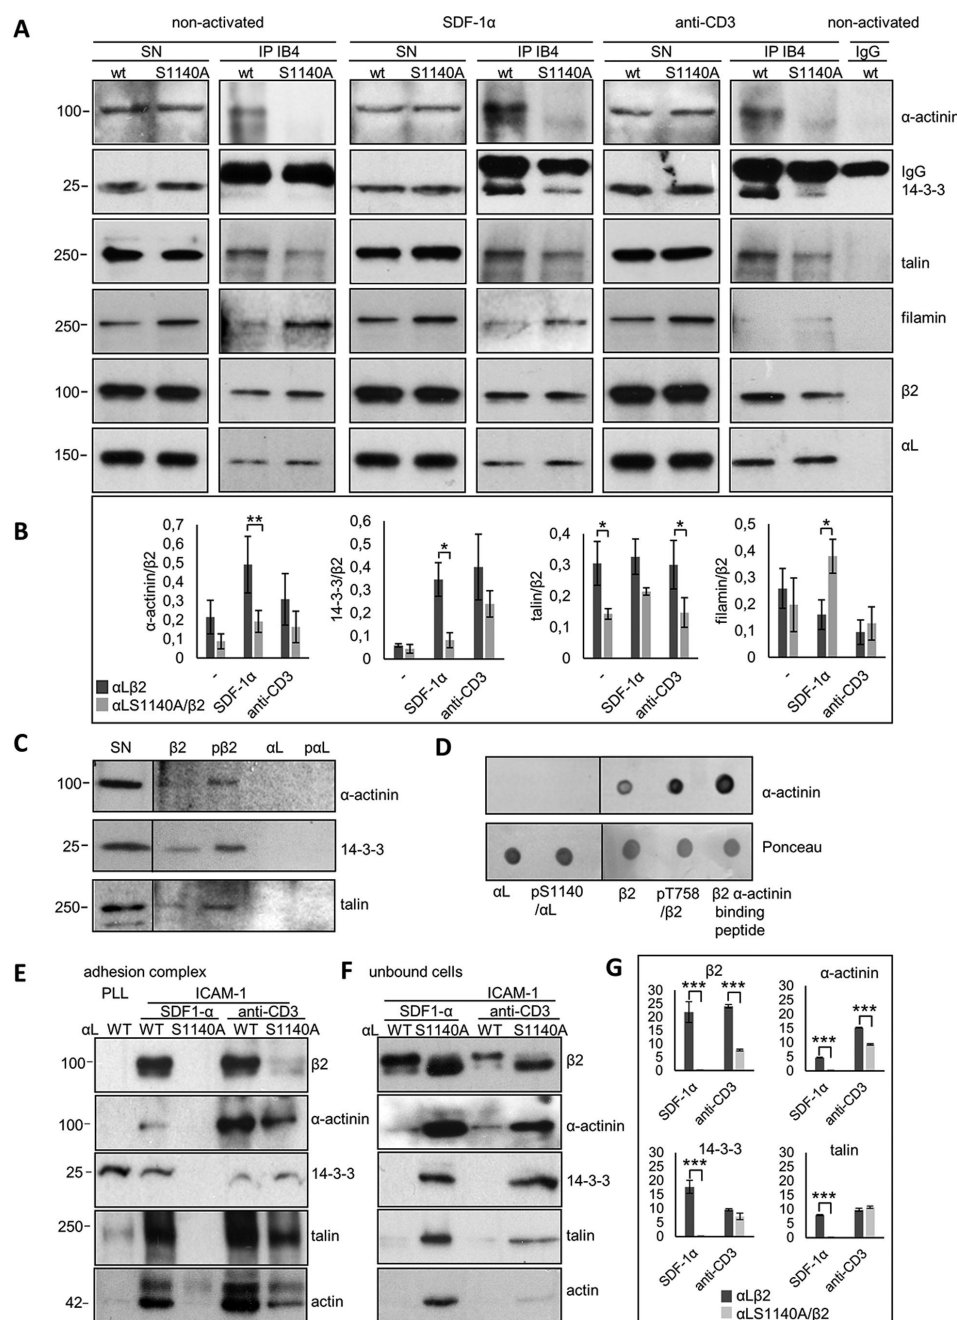 A
non-activated SDF-1α anti-CD3 non-activated
SN IP IB4 SN IP IB4 SN IP IB4 IgG
wt S1140A wt S1140A wt S1140A wt S1140A wt S1140A wt S1140A wt
100- α-actinin
IgG
25- 14-3-3
250- talin
250- filamin
100- β2
150- αL
B
α-actinin/β2
0,7
0,6
0,5
0,4
0,3
0,2
0,1
0
**
- SDF-1α anti-CD3
14-3-3/β2
0,6
0,5
0,4
0,3
0,2
0,1
0
*
- SDF-1α anti-CD3
talin/β2
0,4
0,3
0,2
0,1
0
* *
- SDF-1α anti-CD3
filamin/β2
0,5
0,4
0,3
0,2
0,1
0
*
- SDF-1α anti-CD3
αLβ2
αLS1140A/β2
C
SN β2 pβ2 αL pαL
100- α-actinin
25- 14-3-3
250- talin
D
α-actinin
Ponceau
αL pS1140 β2 pT758 β2 α-actinin
/αL /β2 binding
peptide
E adhesion complex
PLL ICAM-1
SDF1-α anti-CD3
αL WT WT S1140A WT S1140A
100- β2
100- α-actinin
25- 14-3-3
250- talin
42- actin
F unbound cells
ICAM-1
SDF1-α anti-CD3
αL WT S1140A WT S1140A
β2
α-actinin
14-3-3
talin
actin
G
β2
30
25
20
15
10
5
0
*** ***
SDF-1α anti-CD3
α-actinin
30
25
20
15
10
5
0
*** ***
SDF-1α anti-CD3
14-3-3
30
25
20
15
10
5
0
***
SDF-1α anti-CD3
talin
30
25
20
15
10
5
0
***
SDF-1α anti-CD3
αLβ2
αLS1140A/β2